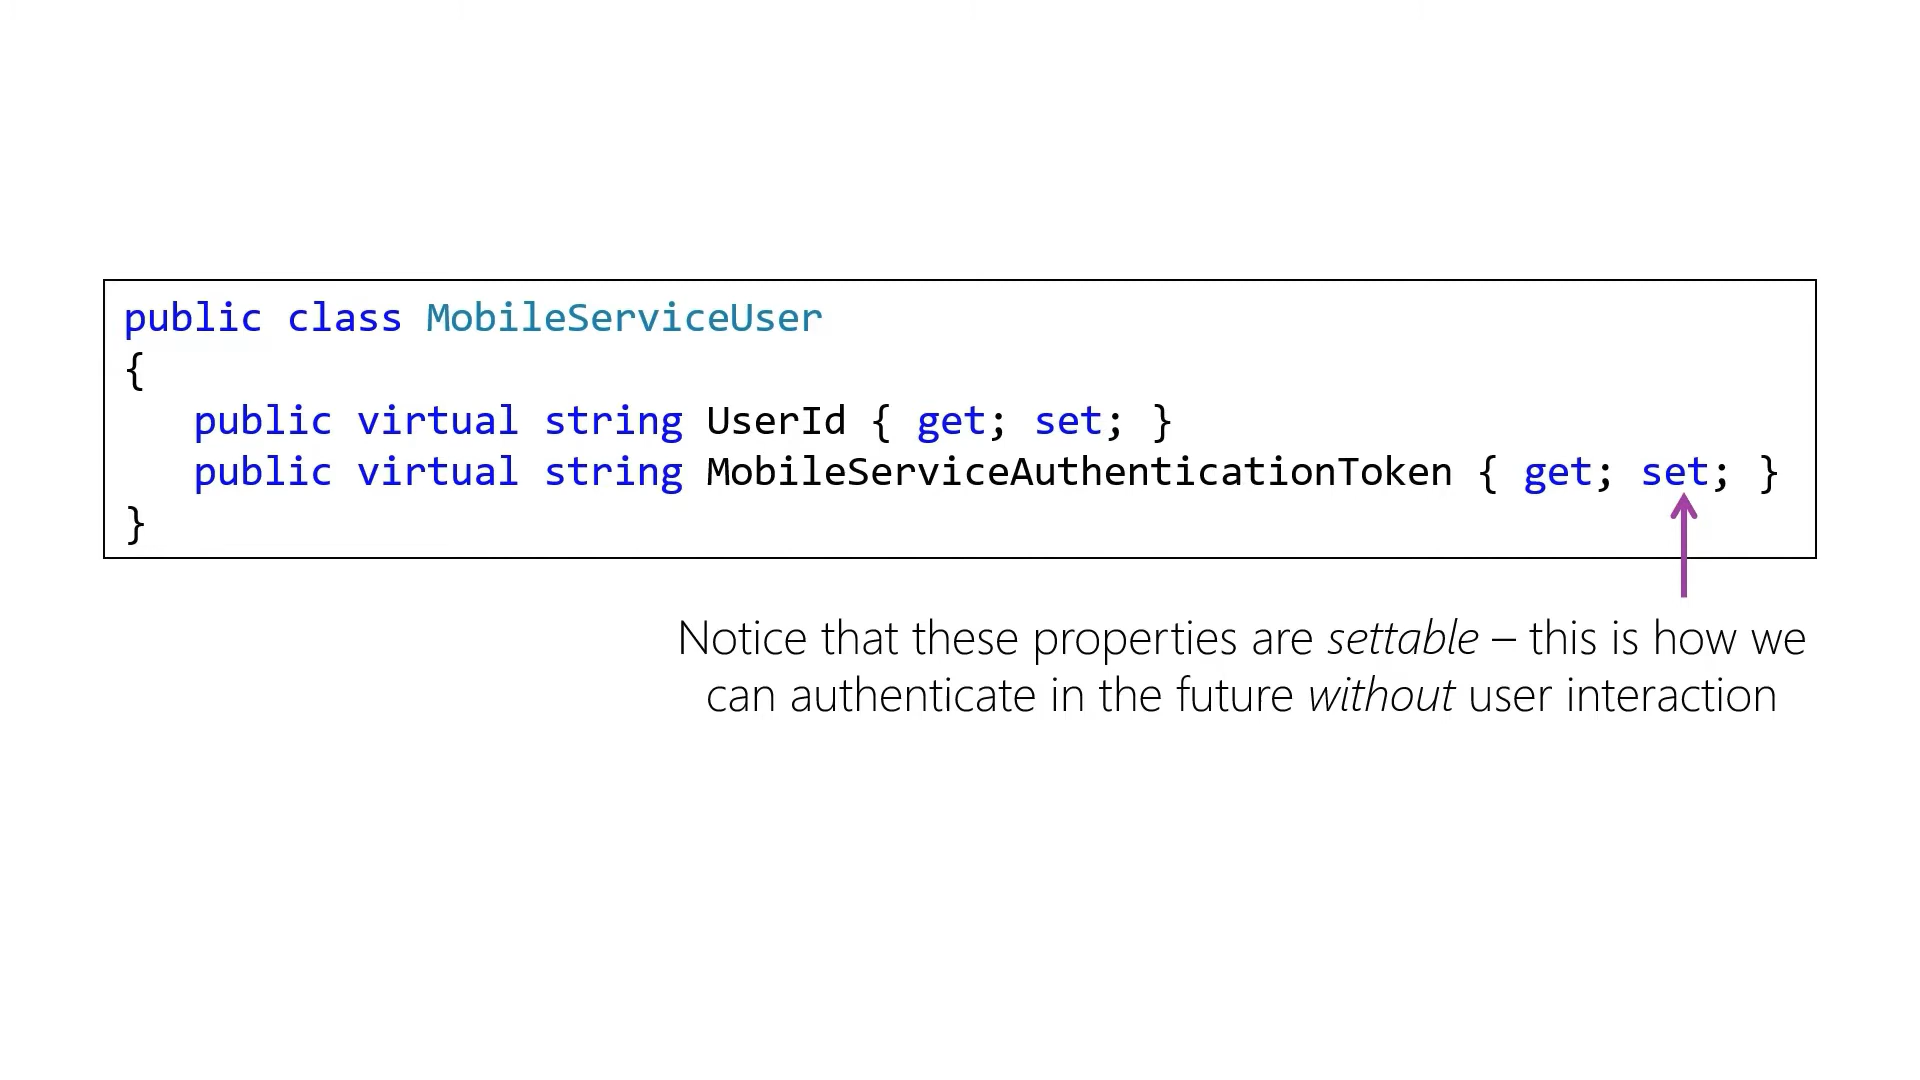 public class MobileServiceUser
{
public virtual string UserId { get; set; }
public virtual string MobileServiceAuthenticationToken { get; set; }
}
Notice that these properties are settable – this is how we
can authenticate in the future without user interaction